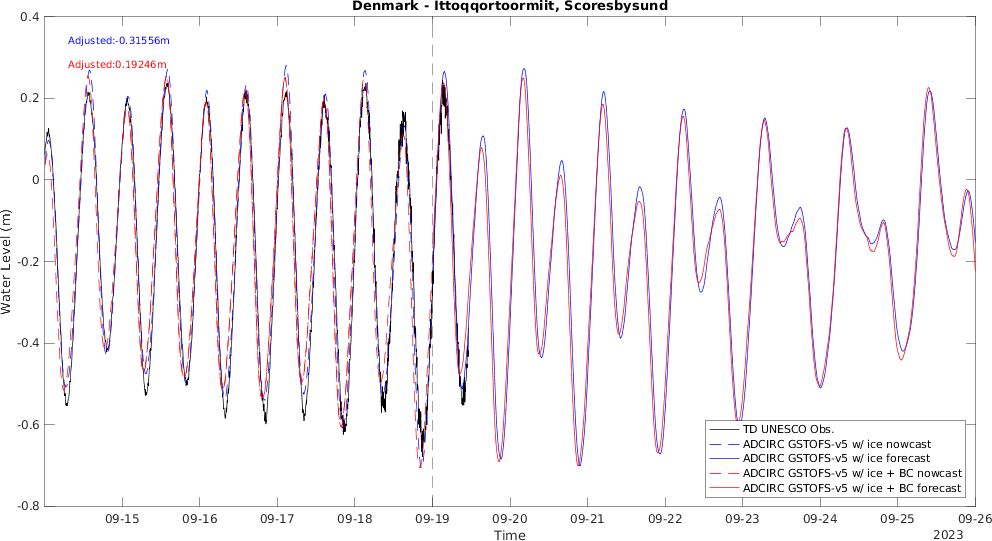 Denmark - Ittoqqortoormiit, Scoresbysund
Adjusted:-0.31556m
Adjusted:0.19246m
Water Level (m)
0.4
0.2
0
-0.2
-0.4
-0.6
-0.8
TD UNESCO Obs.
ADCIRC GSTOFS-v5 w/ ice nowcast
ADCIRC GSTOFS-v5 w/ ice forecast
ADCIRC GSTOFS-v5 w/ ice + BC nowcast
ADCIRC GSTOFS-v5 w/ ice + BC forecast
09-15 09-16 09-17 09-18 09-19 09-20 09-21 09-22 09-23 09-24 09-25 09-26
Time
2023